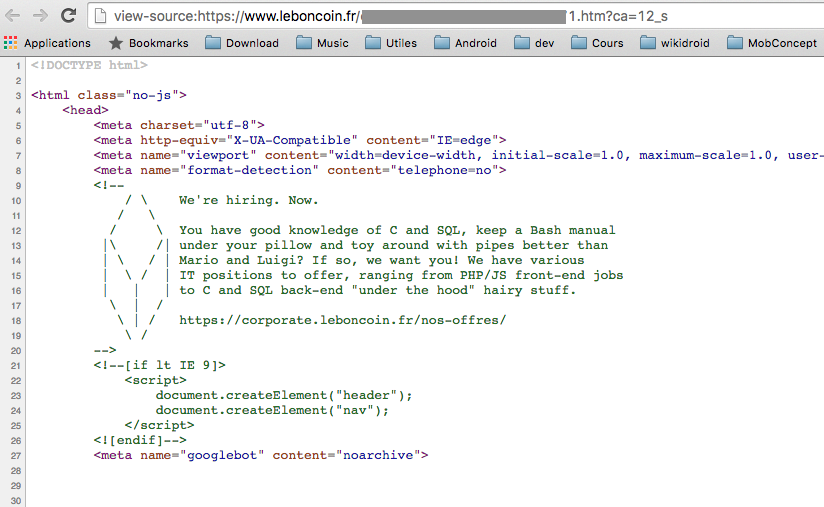 view-source:https://www.leboncoin.fr/ 1.htm?ca=12_s
Applications Bookmarks Download Music Utiles Android dev Cours wikidroid MobConcept
1 <!DOCTYPE html>
2
3 <html class="no-js">
4 <head>
5 <meta charset="utf-8">
6 <meta http-equiv="X-UA-Compatible" content="IE=edge">
7 <meta name="viewport" content="width=device-width, initial-scale=1.0, maximum-scale=1.0, user-
8 <meta name="format-detection" content="telephone=no">
9 <!--
10 / \ We're hiring. Now.
11 / \
12 / \ You have good knowledge of C and SQL, keep a Bash manual
13 |\ /| under your pillow and toy around with pipes better than
14 | \ / | Mario and Luigi? If so, we want you! We have various
15 | \ / | IT positions to offer, ranging from PHP/JS front-end jobs
16 | | | to C and SQL back-end "under the hood" hairy stuff.
17 \ | /
18 \ | / https://corporate.leboncoin.fr/nos-offres/
19 \ /
20 -->
21 <!--[if lt IE 9]>
22 <script>
23 document.createElement("header");
24 document.createElement("nav");
25 </script>
26 <![endif]-->
27 <meta name="googlebot" content="noarchive">
28
29
30